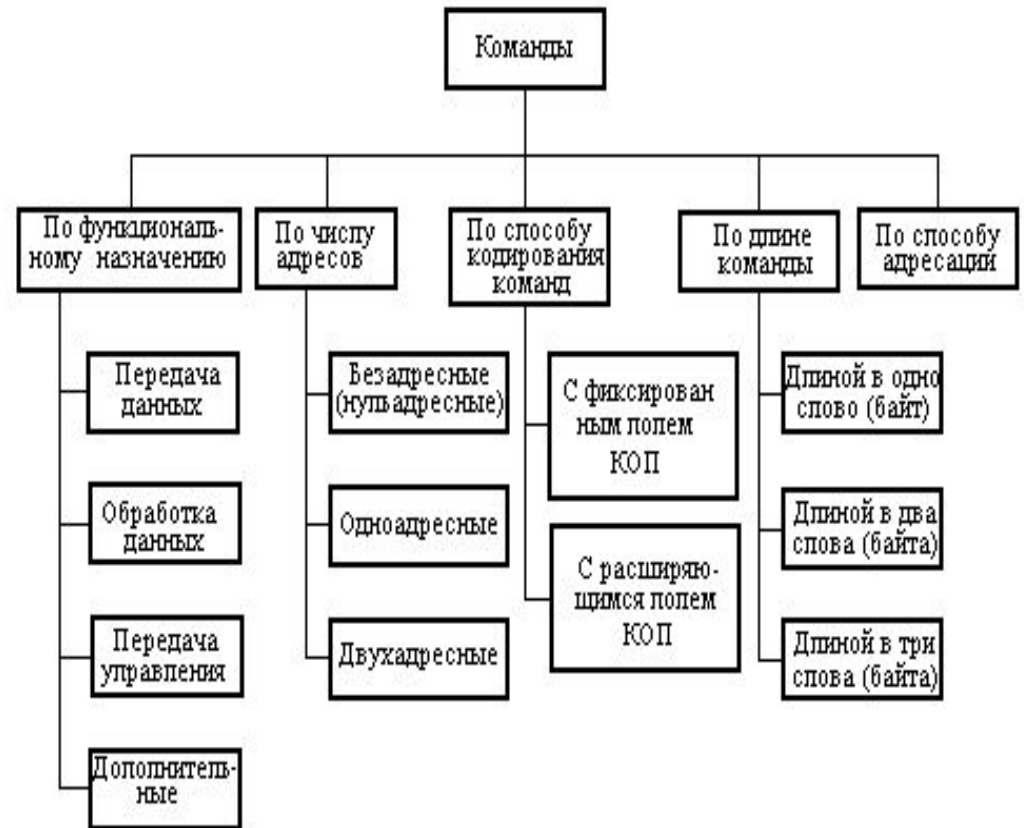 Команды
По функциональ-
ному назначению
По числу
адресов
По способу
кодирования
команд
По длине
команды
По способу
адресации
Передача
данных
Обработка
данных
Передача
управления
Дополнитель-
ные
Безадресные
(нульадресные)
Одноадресные
Двухадресные
С фиксирован
ным полем
КОП
С расширяю-
щимся полем
КОП
Длиной в одно
слово (байт)
Длиной в два
слова (байта)
Длиной в три
слова (байта)